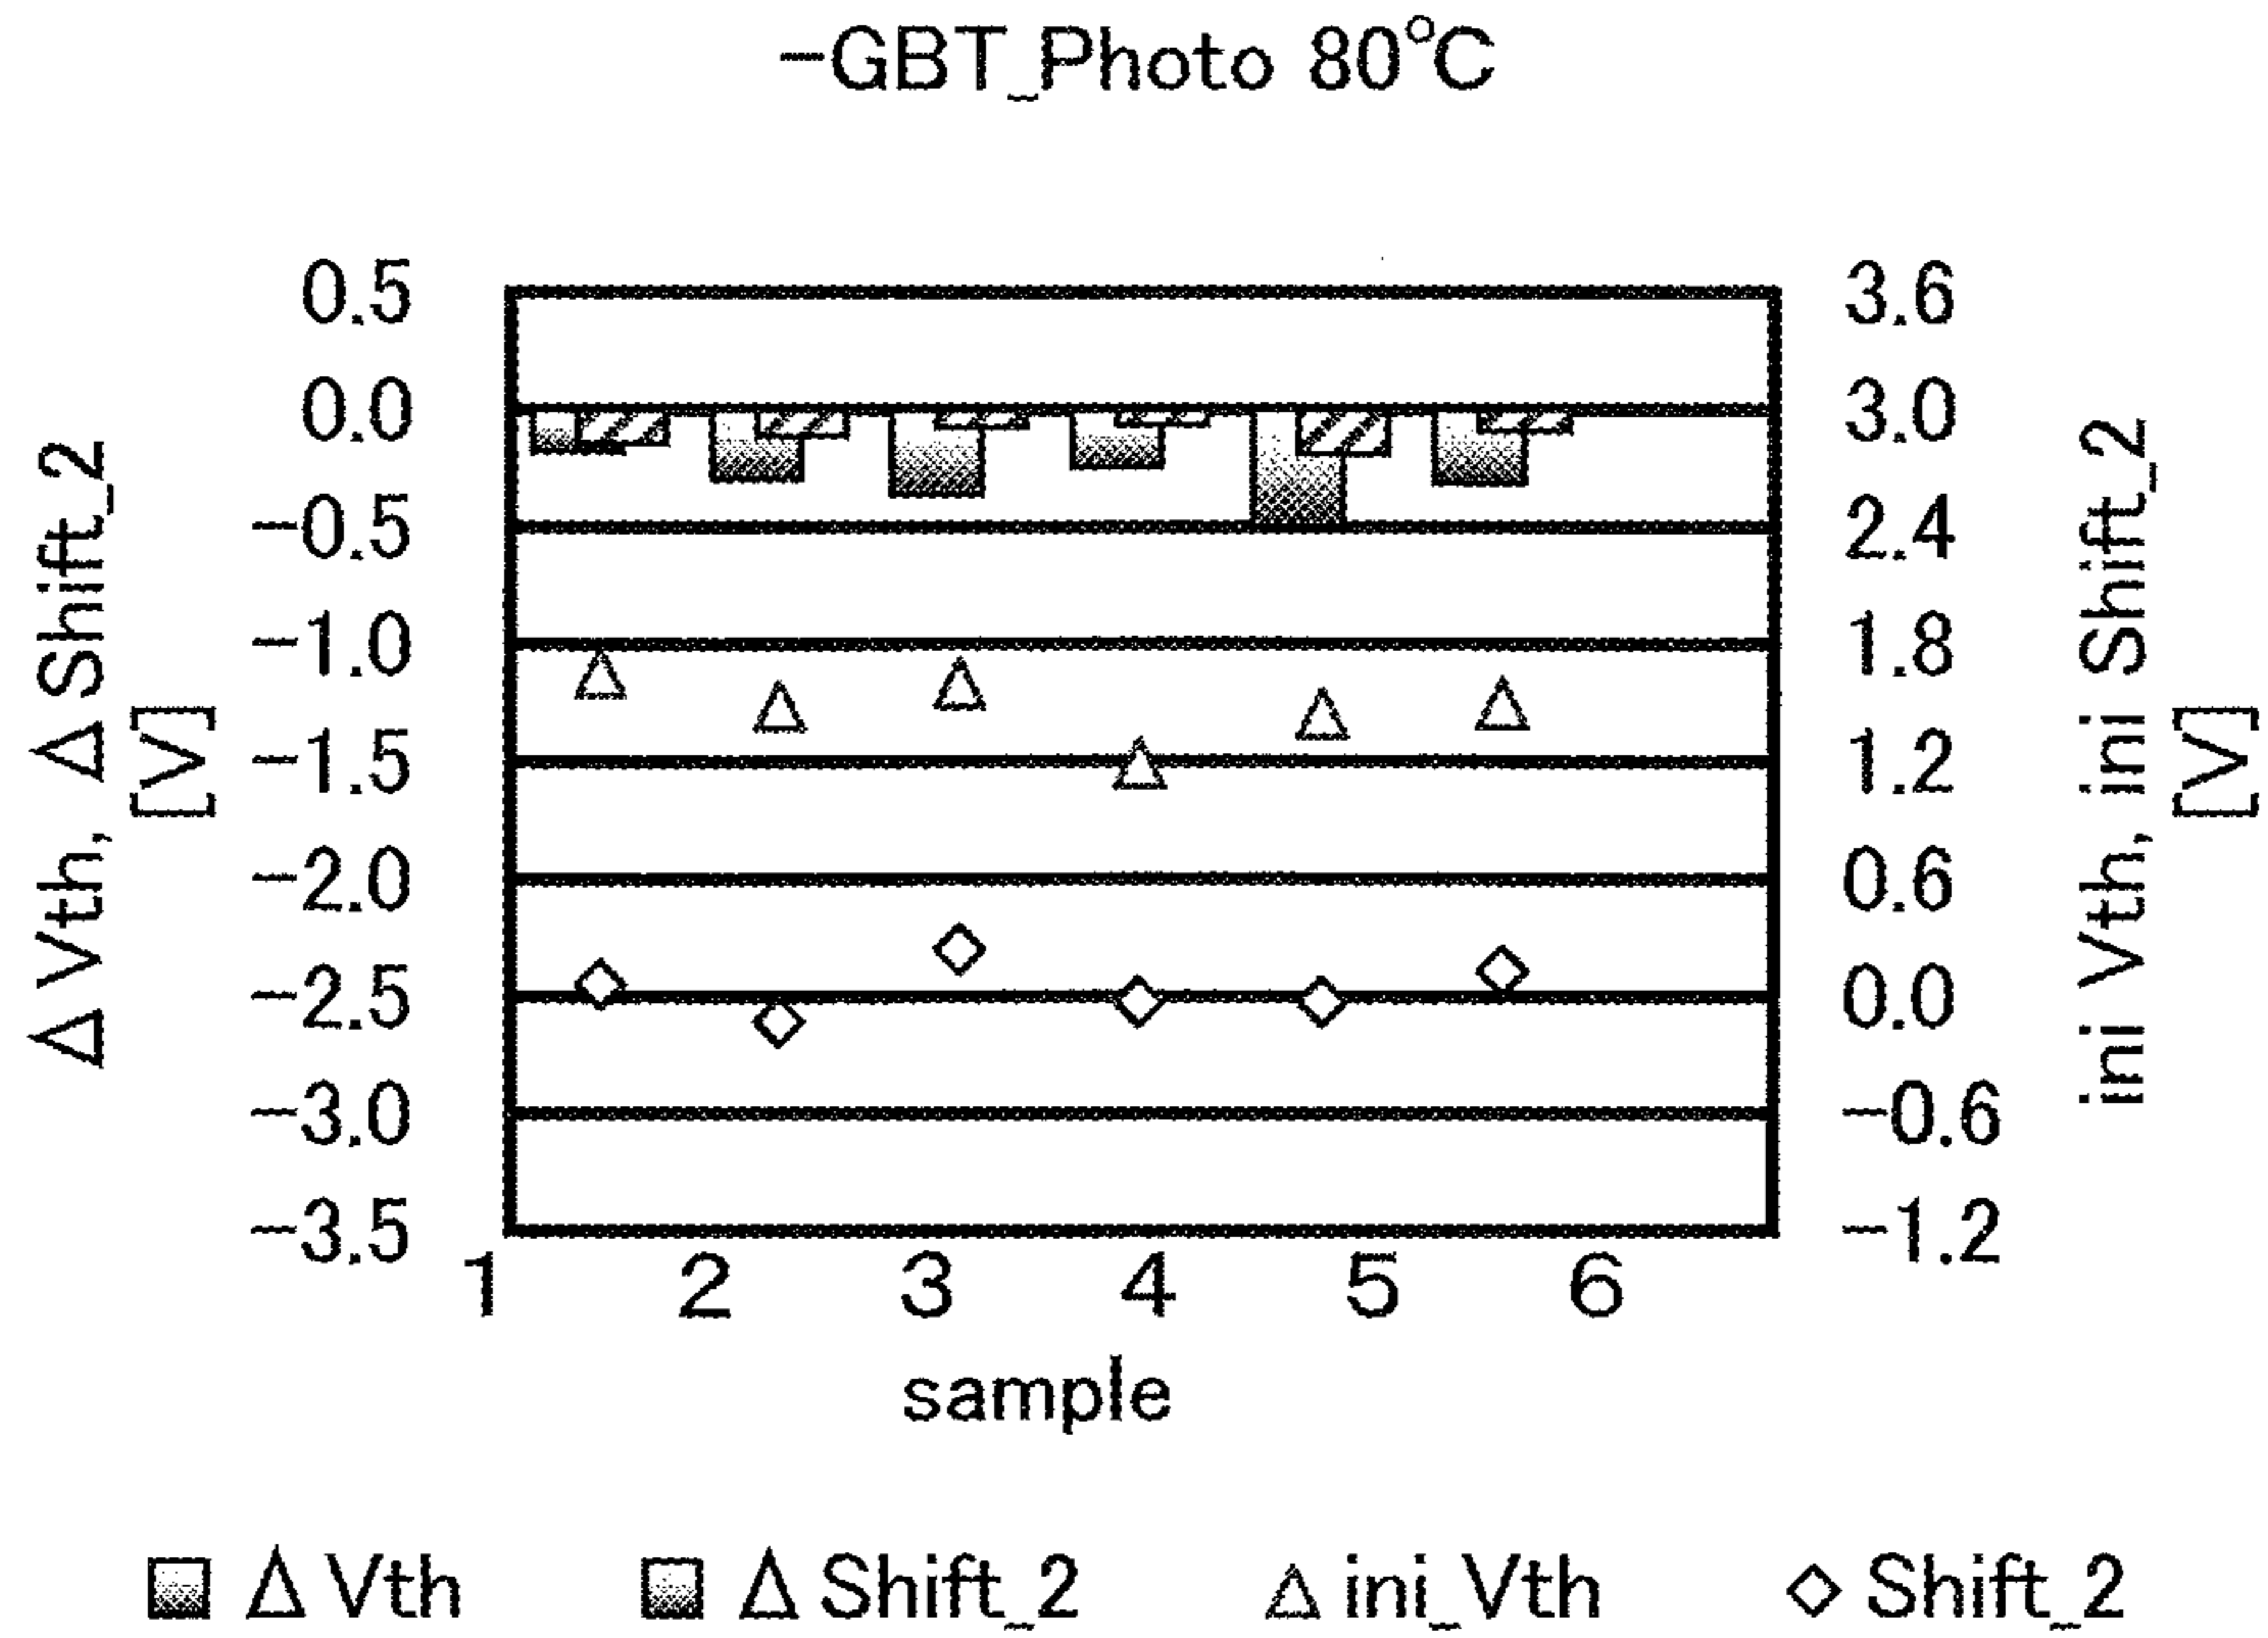 -GBT_Photo 80°C
ΔVth, ΔShift_2
[V]
0.5
0.0
-0.5
-1.0
-1.5
-2.0
-2.5
-3.0
-3.5
3.6
3.0
2.4
1.8
1.2
0.6
0.0
-0.6
-1.2
ini Vth, ini Shift_2
[V]
1 2 3 4 5 6
sample
ΔVth ΔShift_2 ini_Vth Shift_2